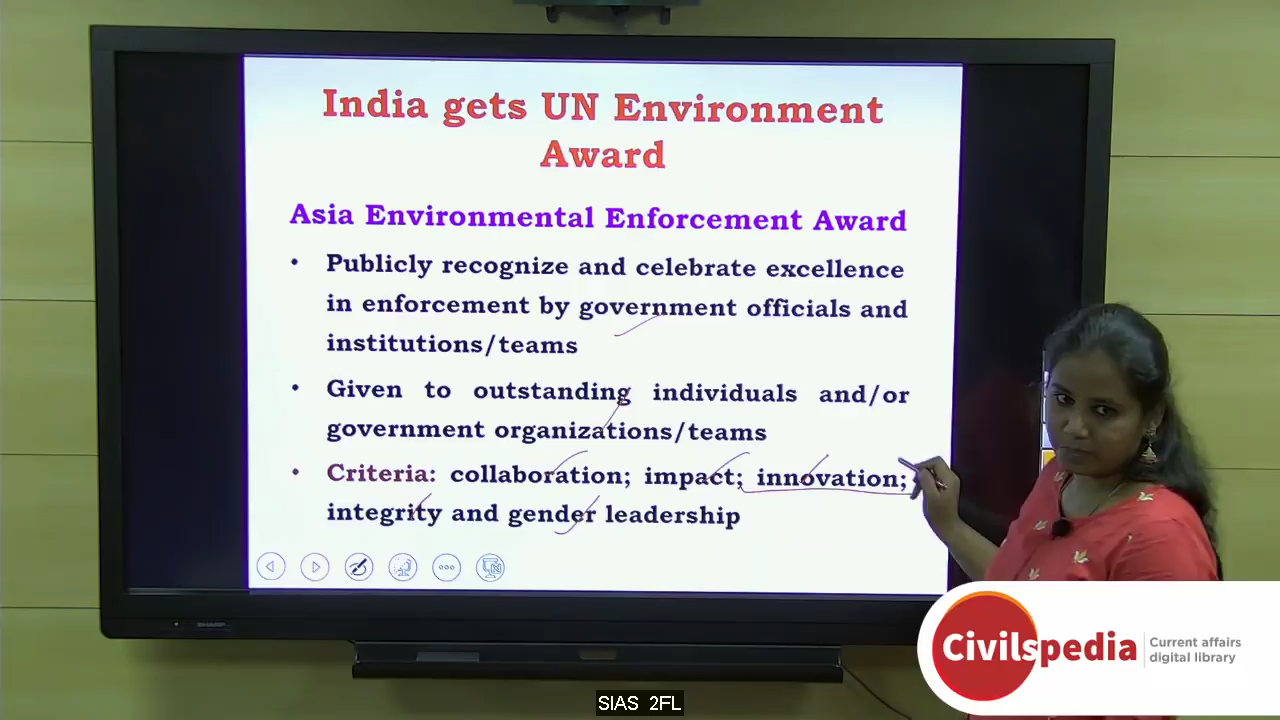 India gets UN Environment
Award
Asia Environmental Enforcement Award
• Publicly recognize and celebrate excellence
in enforcement by government officials and
institutions/teams
• Given to outstanding individuals and/or
government organizations/teams
• Criteria: collaboration; impact; innovation;
integrity and gender leadership
SHARP
Civilspedia
Current affairs
digital library
SIAS 2FL